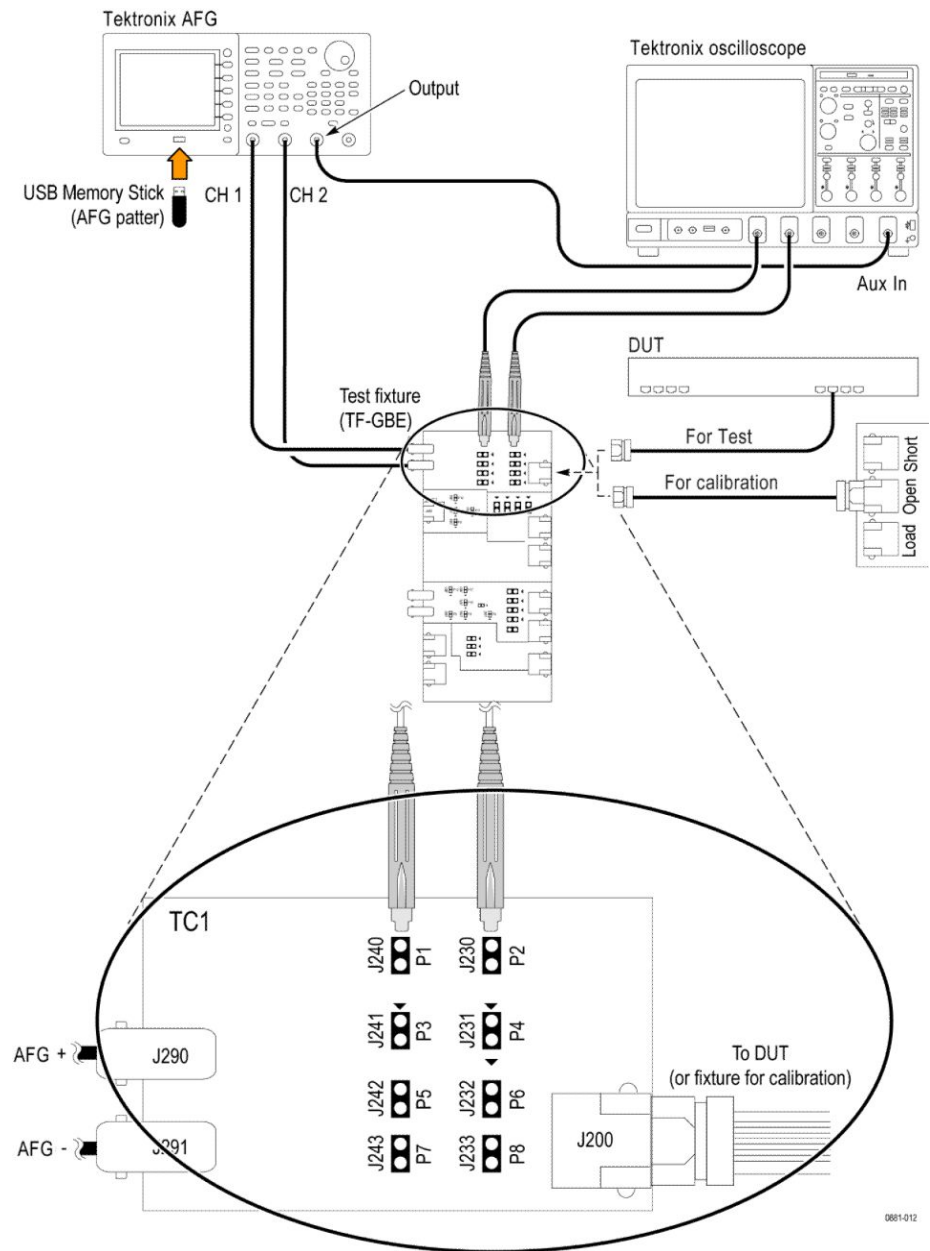 Tektronix AFG
Tektronix oscilloscope
Output
USB Memory Stick
(AFG patter)
CH 1
CH 2
Aux In
DUT
Test fixture
(TF-GBE)
For Test
For calibration
Load Open Short
TC1
J240 P1
J230 P2
J241 P3
J231 P4
J242 P5
J232 P6
J243 P7
J233 P8
AFG +
J290
AFG -
J291
To DUT
(or fixture for calibration)
J200
0881-012